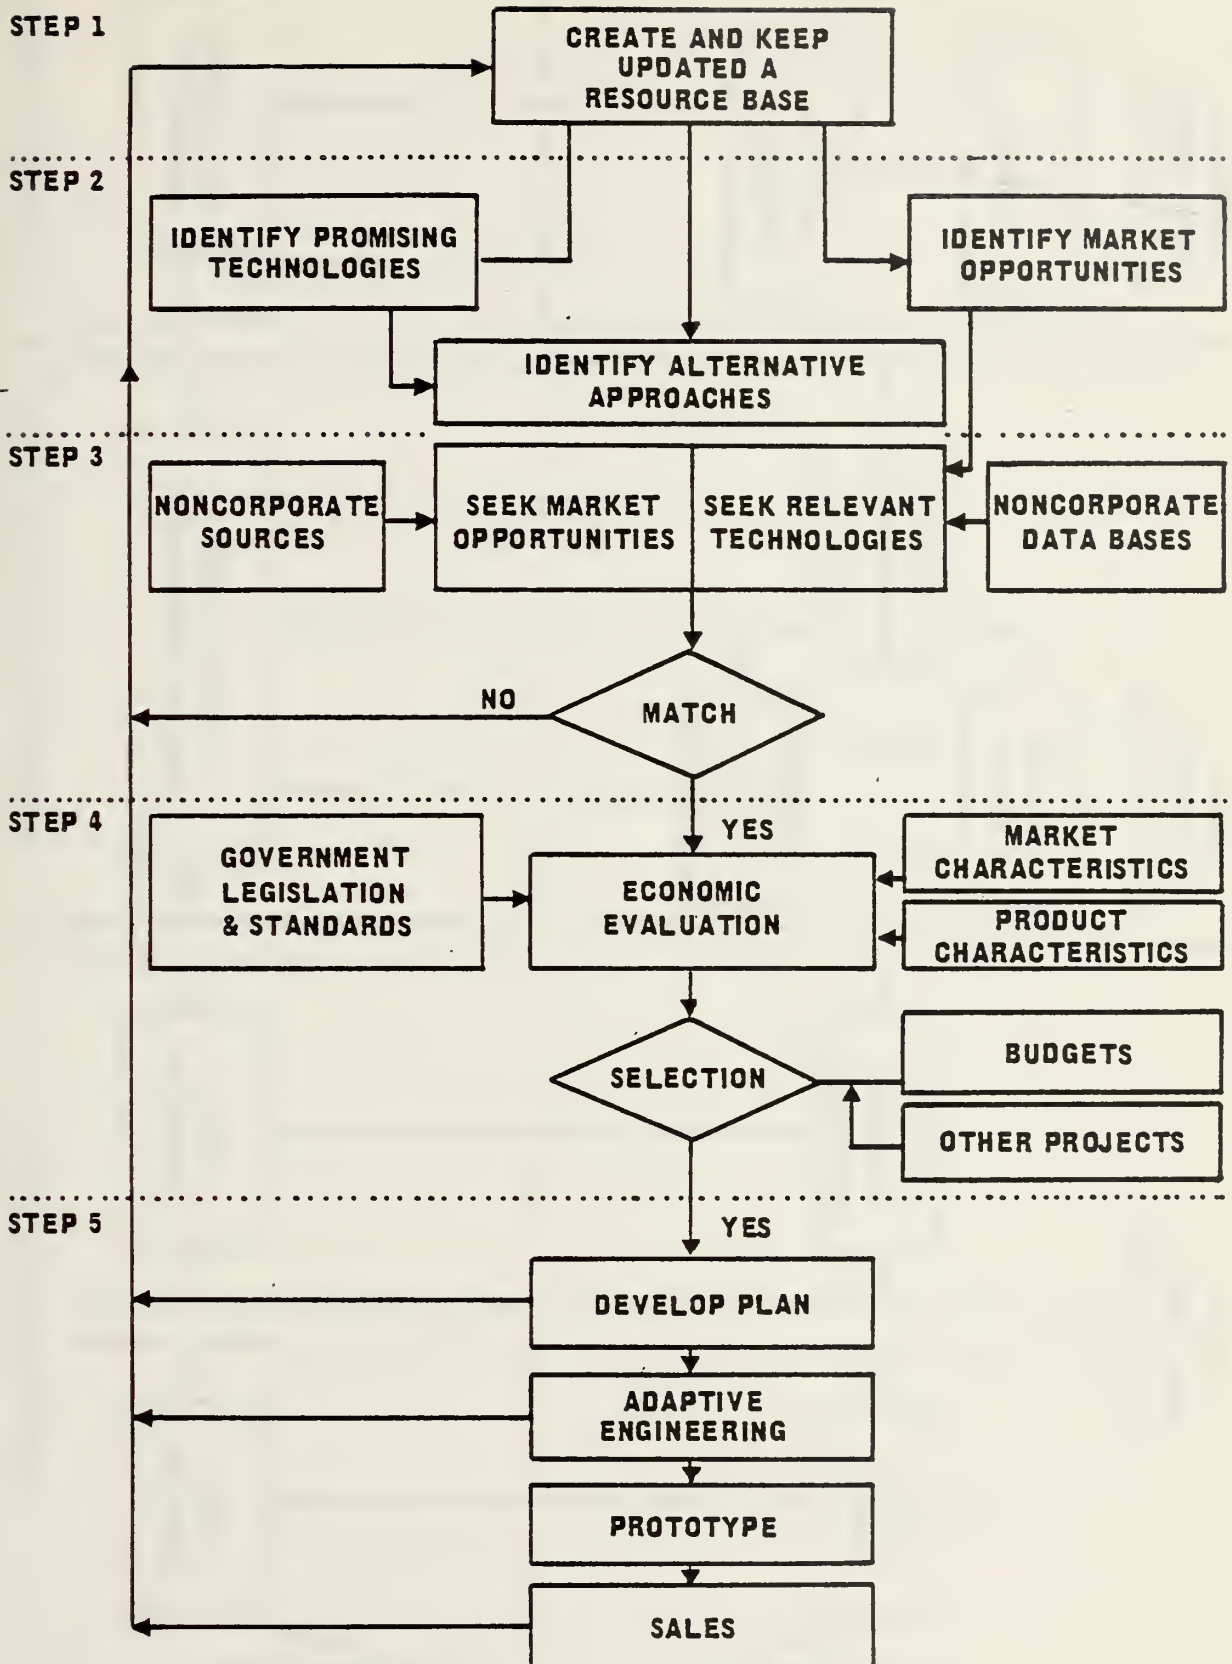 STEP 1
CREATE AND KEEP
UPDATED A
RESOURCE BASE
STEP 2
IDENTIFY PROMISING
TECHNOLOGIES
IDENTIFY MARKET
OPPORTUNITIES
IDENTIFY ALTERNATIVE
APPROACHES
STEP 3
NONCORPORATE
SOURCES
SEEK MARKET
OPPORTUNITIES
SEEK RELEVANT
TECHNOLOGIES
NONCORPORATE
DATA BASES
NO
MATCH
STEP 4
YES
GOVERNMENT
LEGISLATION
& STANDARDS
ECONOMIC
EVALUATION
MARKET
CHARACTERISTICS
PRODUCT
CHARACTERISTICS
SELECTION
BUDGETS
OTHER PROJECTS
STEP 5
YES
DEVELOP PLAN
ADAPTIVE
ENGINEERING
PROTOTYPE
SALES